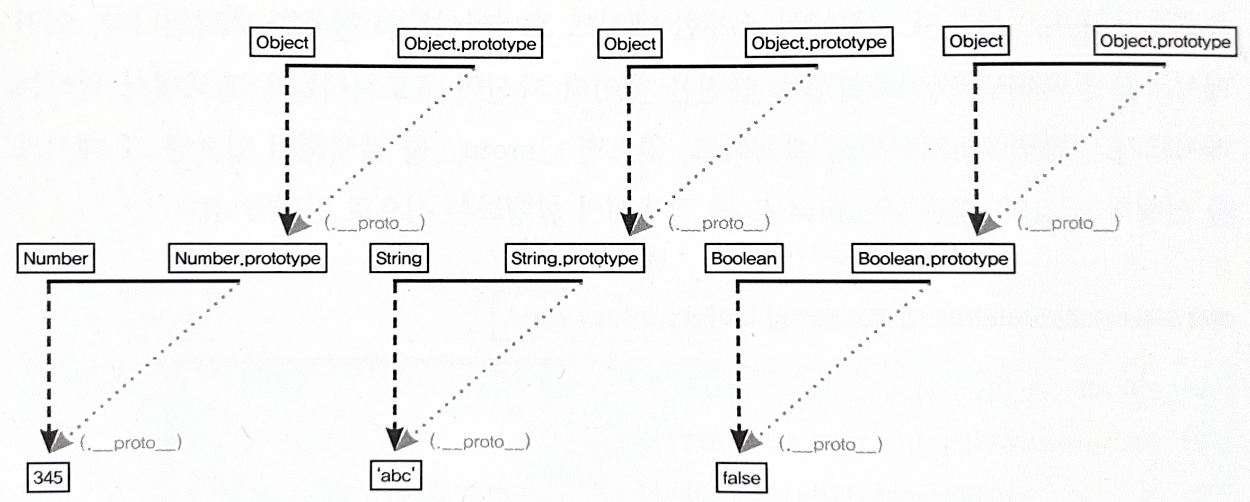 Object Object.prototype Object Object.prototype Object Object.prototype
(.__proto__) (.__proto__) (.__proto__)
Number Number.prototype String String.prototype Boolean Boolean.prototype
(.__proto__) (.__proto__) (.__proto__)
345 'abc' false